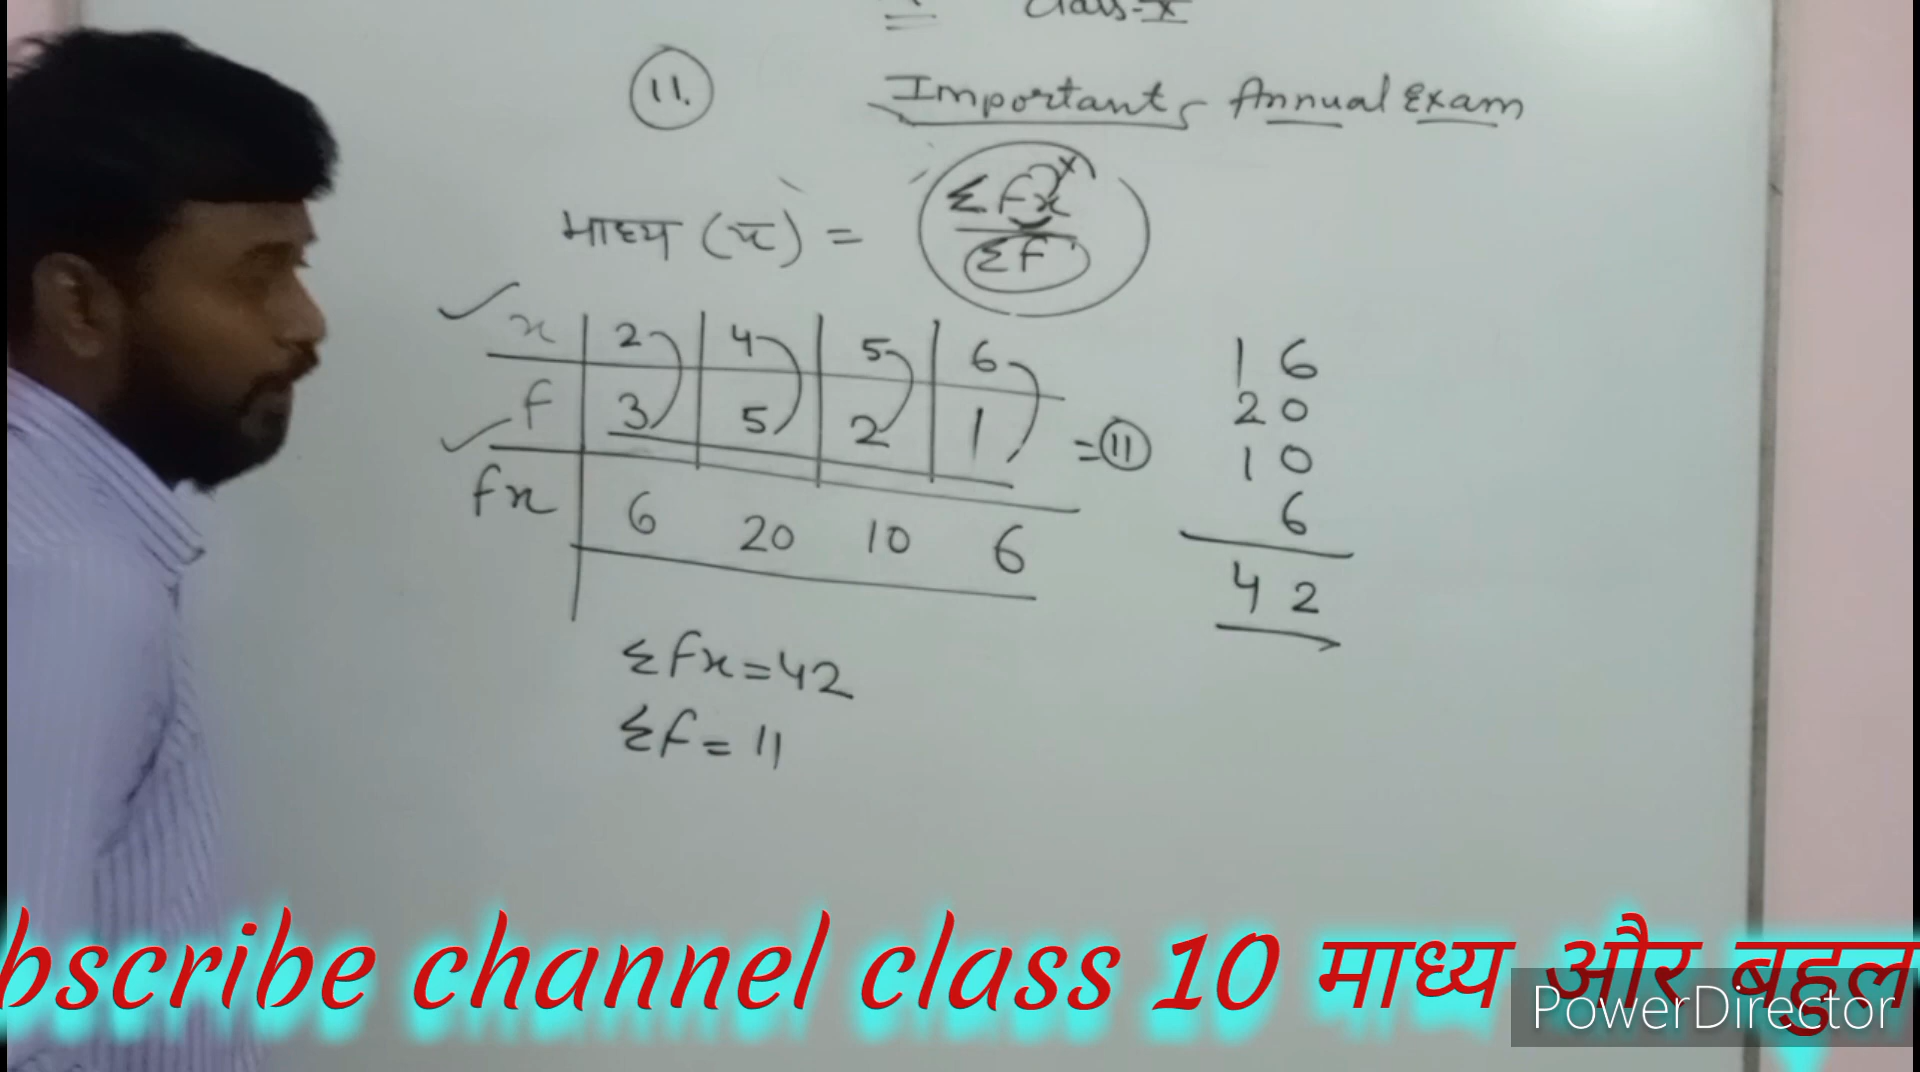 Class-X
11.
Important Annual Exam
माध्य (x̄) = Σfx / Σf
x 2 4 5 6
f 3 5 2 1 = 11
fx 6 20 10 6
16
20
10
6
42
Σfx = 42
Σf = 11
bscribe channel class 10 माध्य और बहुल
PowerDirector